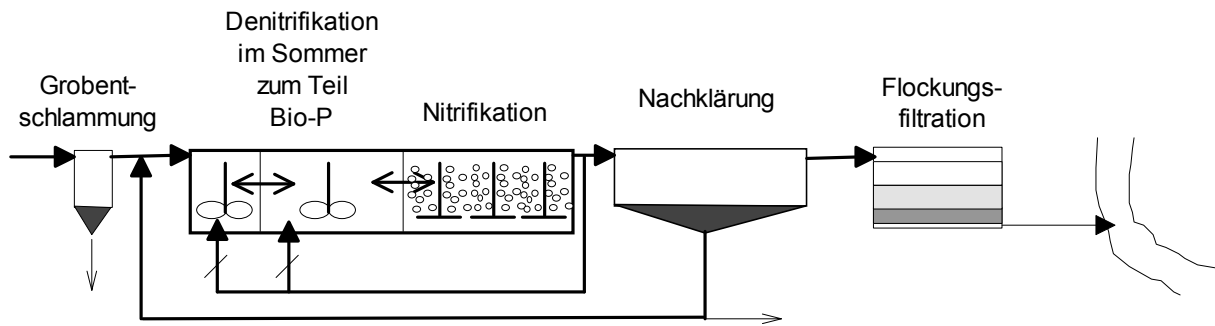 Grobent-
schlammung
Denitrifikation
im Sommer
zum Teil
Bio-P
Nitrifikation
Nachklärung
Flockungs-
filtration